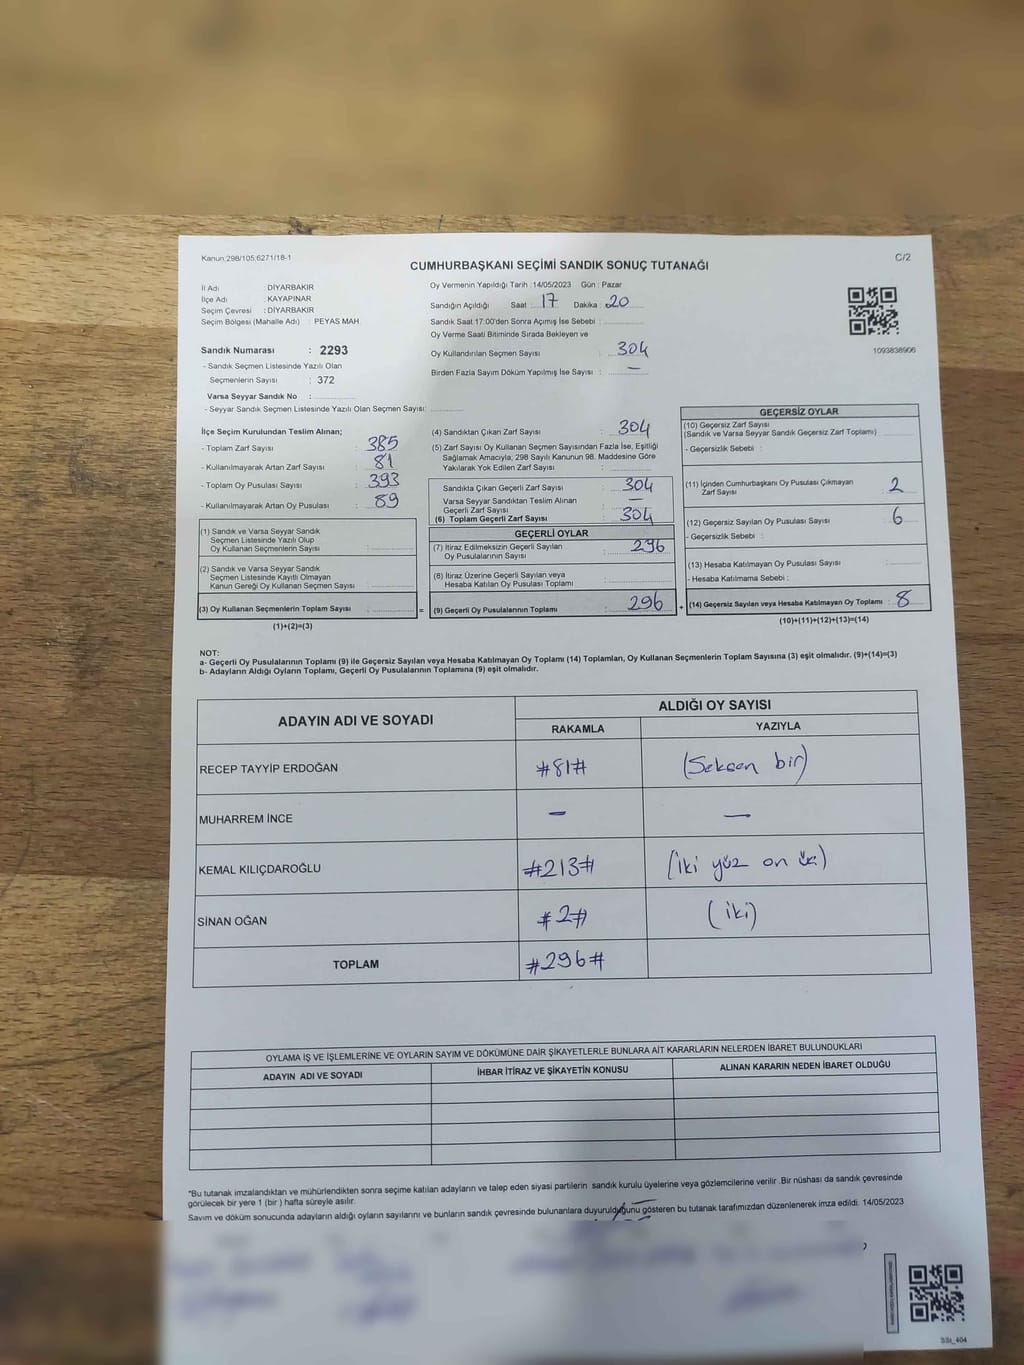 Kanun:298/105;6271/18-1
C/2
CUMHURBAŞKANI SEÇİMİ SANDIK SONUÇ TUTANAĞI
İl Adı : DİYARBAKIR
İlçe Adı : KAYAPINAR
Seçim Çevresi : DİYARBAKIR
Seçim Bölgesi (Mahalle Adı) : PEYAS MAH.
Sandık Numarası : 2293
- Sandık Seçmen Listesinde Yazılı Olan
Seçmenlerin Sayısı : 372
Varsa Seyyar Sandık No :
- Seyyar Sandık Seçmen Listesinde Yazılı Olan Seçmen Sayısı:
Oy Vermenin Yapıldığı Tarih : 14/05/2023 Gün : Pazar
Sandığın Açıldığı Saat : 17 Dakika : 20
Sandık Saat 17:00'den Sonra Açımış İse Sebebi :
Oy Verme Saati Bitiminde Sırada Bekleyen ve
Oy Kullandırılan Seçmen Sayısı : 304
Birden Fazla Sayım Döküm Yapılmış İse Sayısı : —
1093838906
İlçe Seçim Kurulundan Teslim Alınan;
- Toplam Zarf Sayısı : 385
- Kullanılmayarak Artan Zarf Sayısı : 81
- Toplam Oy Pusulası Sayısı : 393
- Kullanılmayarak Artan Oy Pusulası : 89
(1) Sandık ve Varsa Seyyar Sandık
Seçmen Listesinde Yazılı Olup
Oy Kullanan Seçmenlerin Sayısı :
(2) Sandık ve Varsa Seyyar Sandık
Seçmen Listesinde Kayıtlı Olmayan
Kanun Gereği Oy Kullanan Seçmen Sayısı :
(3) Oy Kullanan Seçmenlerin Toplam Sayısı :
(1)+(2)=(3)
(4) Sandıktan Çıkan Zarf Sayısı : 304
(5) Zarf Sayısı Oy Kullanan Seçmen Sayısından Fazla İse, Eşitliği
Sağlamak Amacıyla; 298 Sayılı Kanunun 98. Maddesine Göre
Yakılarak Yok Edilen Zarf Sayısı :
Sandıkta Çıkan Geçerli Zarf Sayısı : 304
Varsa Seyyar Sandıktan Teslim Alınan
Geçerli Zarf Sayısı : —
(6) Toplam Geçerli Zarf Sayısı : 304
GEÇERLİ OYLAR
(7) İtiraz Edilmeksizin Geçerli Sayılan
Oy Pusulalarının Sayısı : 296
(8) İtiraz Üzerine Geçerli Sayılan veya
Hesaba Katılan Oy Pusulası Toplamı :
= (9) Geçerli Oy Pusulalarının Toplamı : 296
GEÇERSİZ OYLAR
(10) Geçersiz Zarf Sayısı
(Sandık ve Varsa Seyyar Sandık Geçersiz Zarf Toplamı) :
- Geçersizlik Sebebi :
(11) İçinden Cumhurbaşkanı Oy Pusulası Çıkmayan
Zarf Sayısı : 2
(12) Geçersiz Sayılan Oy Pusulası Sayısı : 6
- Geçersizlik Sebebi :
(13) Hesaba Katılmayan Oy Pusulası Sayısı :
- Hesaba Katılmama Sebebi :
+ (14) Geçersiz Sayılan veya Hesaba Katılmayan Oy Toplamı : 8
(10)+(11)+(12)+(13)=(14)
NOT:
a- Geçerli Oy Pusulalarının Toplamı (9) ile Geçersiz Sayılan veya Hesaba Katılmayan Oy Toplamı (14) Toplamları, Oy Kullanan Seçmenlerin Toplam Sayısına (3) eşit olmalıdır. (9)+(14)=(3)
b- Adayların Aldığı Oyların Toplamı, Geçerli Oy Pusulalarının Toplamına (9) eşit olmalıdır.
ADAYIN ADI VE SOYADI
ALDIĞI OY SAYISI
RAKAMLA YAZIYLA
RECEP TAYYİP ERDOĞAN #81# (Seksen bir)
MUHARREM İNCE — —
KEMAL KILIÇDAROĞLU #213# (iki yüz on üç)
SİNAN OĞAN #2# (iki)
TOPLAM #296#
OYLAMA İŞ VE İŞLEMLERİNE VE OYLARIN SAYIM VE DÖKÜMÜNE DAİR ŞİKAYETLERLE BUNLARA AİT KARARLARIN NELERDEN İBARET BULUNDUKLARI
ADAYIN ADI VE SOYADI İHBAR İTİRAZ VE ŞİKAYETİN KONUSU ALINAN KARARIN NEDEN İBARET OLDUĞU
*Bu tutanak imzalandıktan ve mühürlendikten sonra seçime katılan adayların ve talep eden siyasi partilerin sandık kurulu üyelerine veya gözlemcilerine verilir .Bir nüshası da sandık çevresinde
görülecek bir yere 1 (bir ) hafta süreyle asılır.
Sayım ve döküm sonucunda adayların aldığı oyların sayılarını ve bunların sandık çevresinde bulunanlara duyurulduğunu gösteren bu tutanak tarafımızdan düzenlenerek imza edildi. 14/05/2023
SSI_404